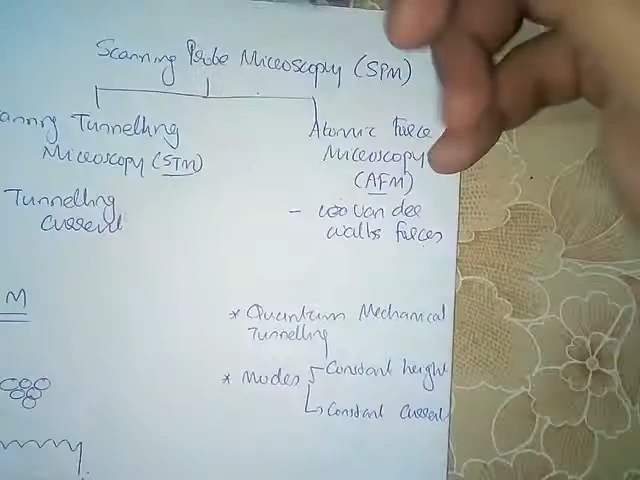 Scanning Probe Microscopy (SPM)
anning Tunnelling
Microscopy (STM)
Tunnelling
Current
Atomic Force
Microscopy
(AFM)
- van der
walls forces
M
* Quantum Mechanical
Tunnelling
* Modes
Constant height
Constant Current